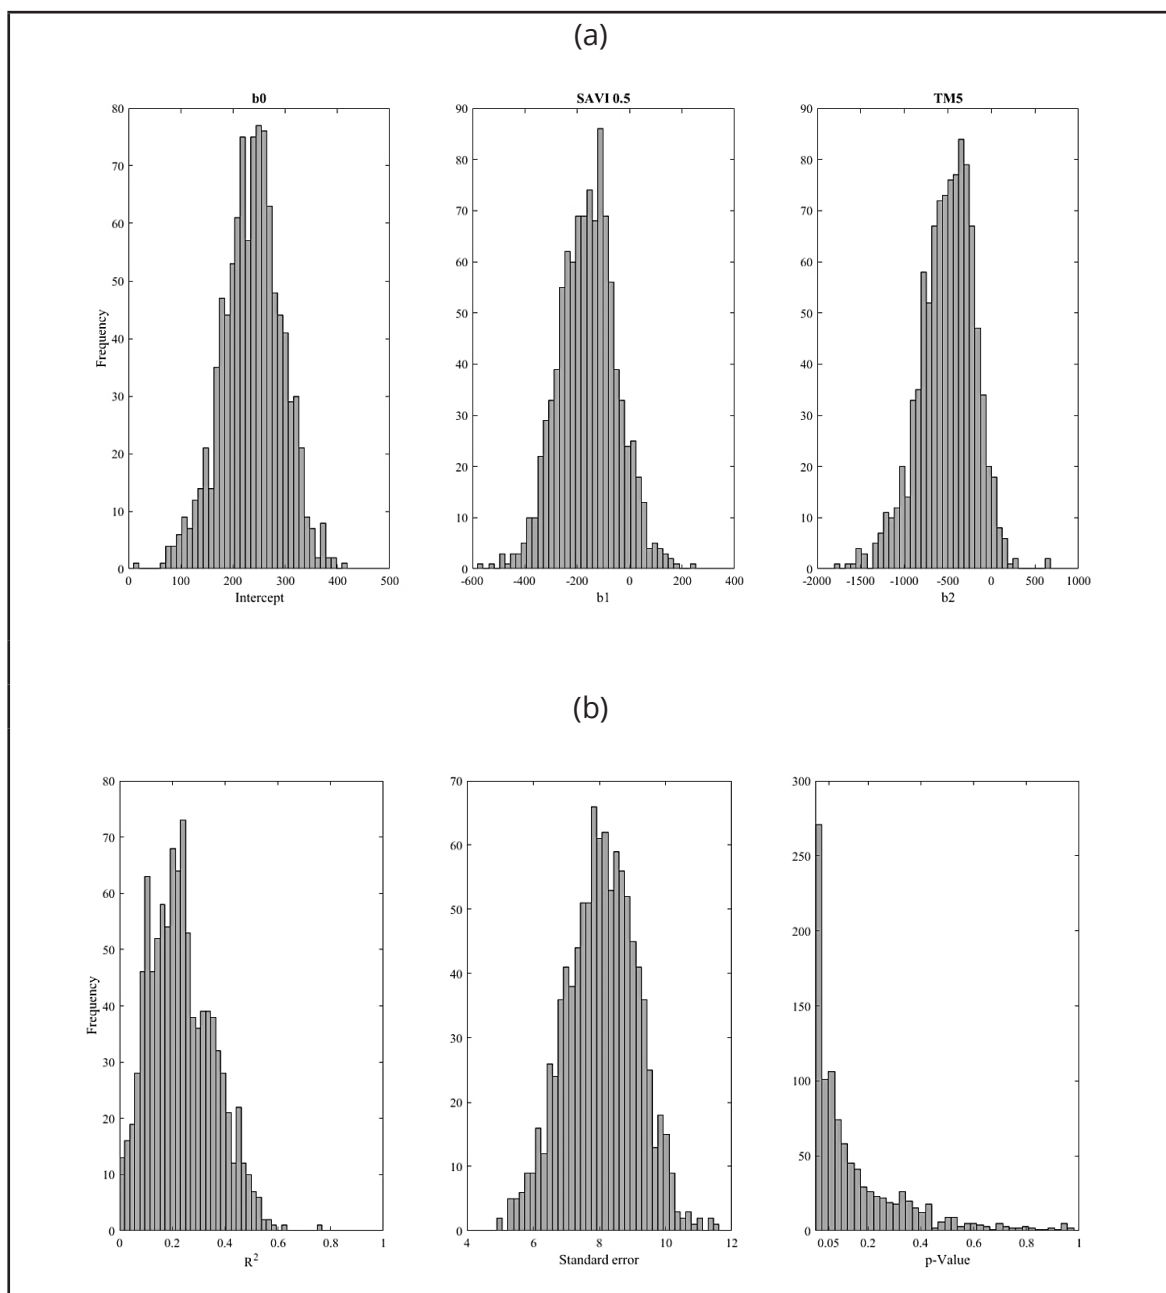 (a)
b0
SAVI 0.5
TM5
80
70
60
50
40
30
20
10
0
Frequency
0 100 200 300 400 500
Intercept
90
80
70
60
50
40
30
20
10
0
-600 -400 -200 0 200 400
b1
90
80
70
60
50
40
30
20
10
0
-2000 -1500 -1000 -500 0 500 1000
b2
(b)
80
70
60
50
40
30
20
10
0
Frequency
0 0.2 0.4 0.6 0.8 1
R²
70
60
50
40
30
20
10
0
4 6 8 10 12
Standard error
300
250
200
150
100
50
0
0.05 0.2 0.4 0.6 0.8 1
p-Value